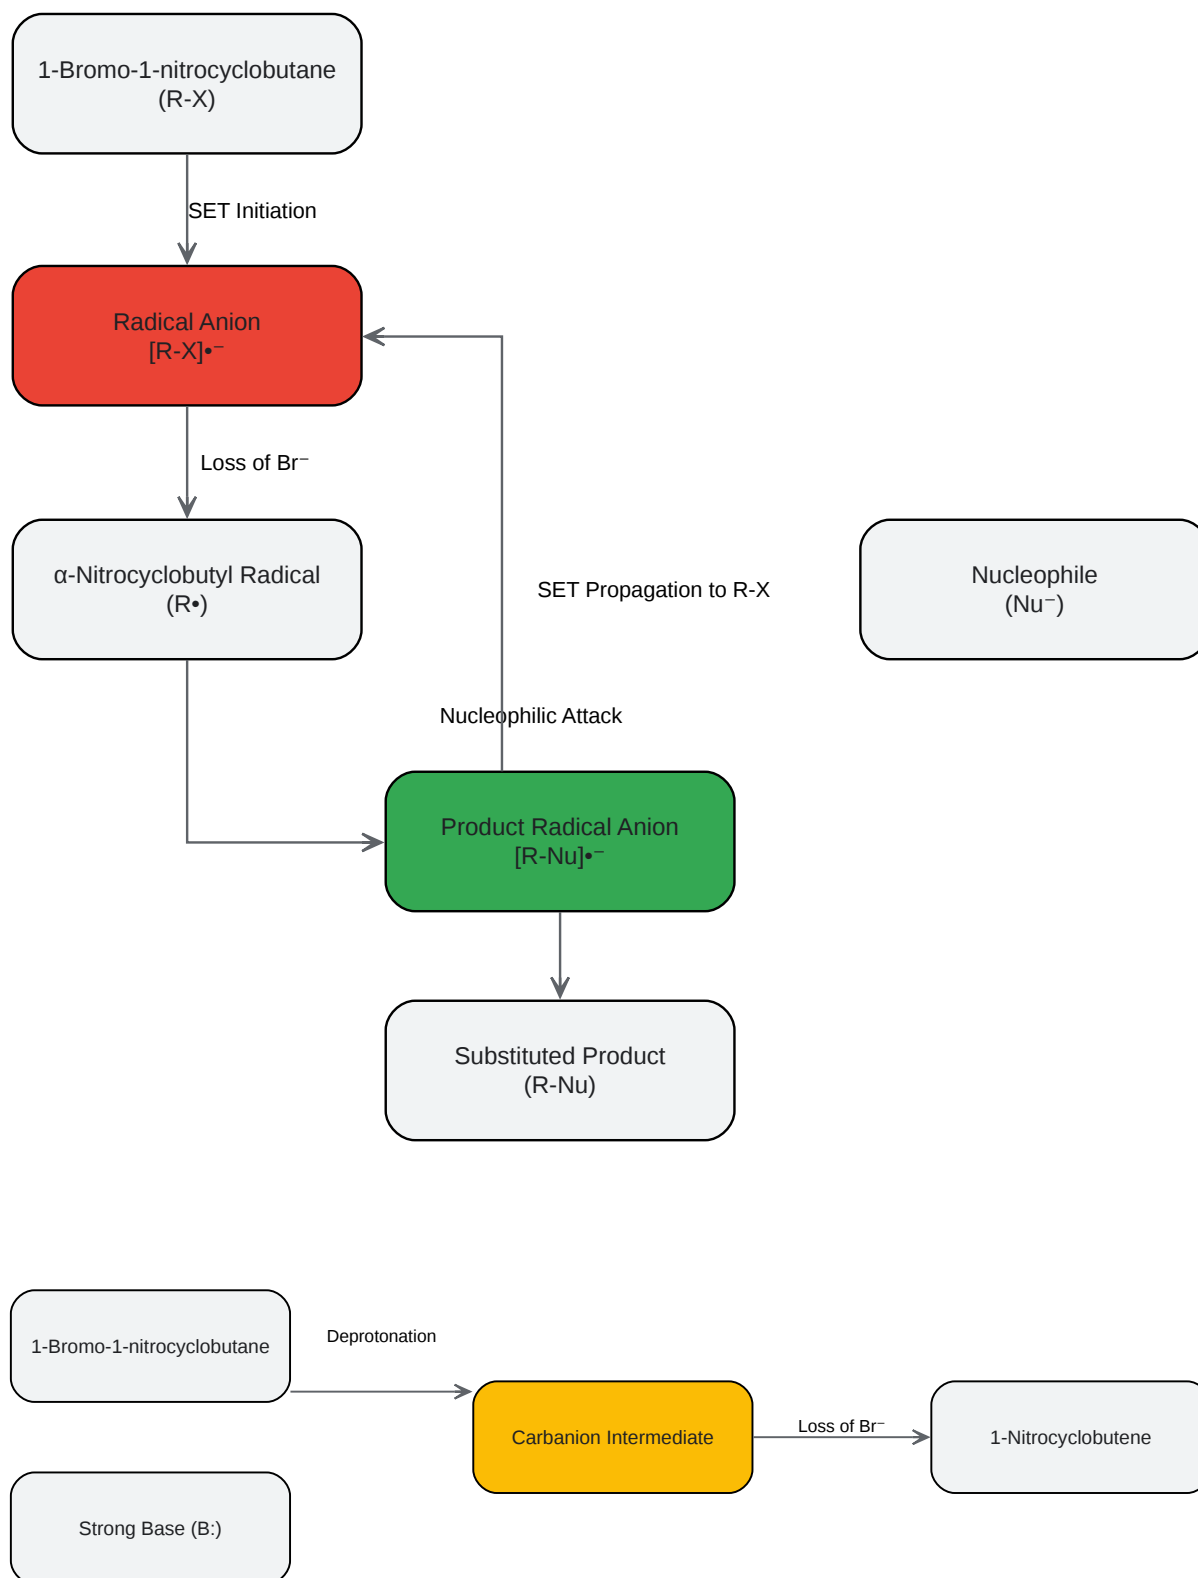 1-Bromo-1-nitrocyclobutane
(R-X)
SET Initiation
Radical Anion
[R-X]•⁻
Loss of Br⁻
α-Nitrocyclobutyl Radical
(R•)
SET Propagation to R-X
Nucleophile
(Nu⁻)
Nucleophilic Attack
Product Radical Anion
[R-Nu]•⁻
Substituted Product
(R-Nu)
1-Bromo-1-nitrocyclobutane
Deprotonation
Carbanion Intermediate
Loss of Br⁻
1-Nitrocyclobutene
Strong Base (B:)